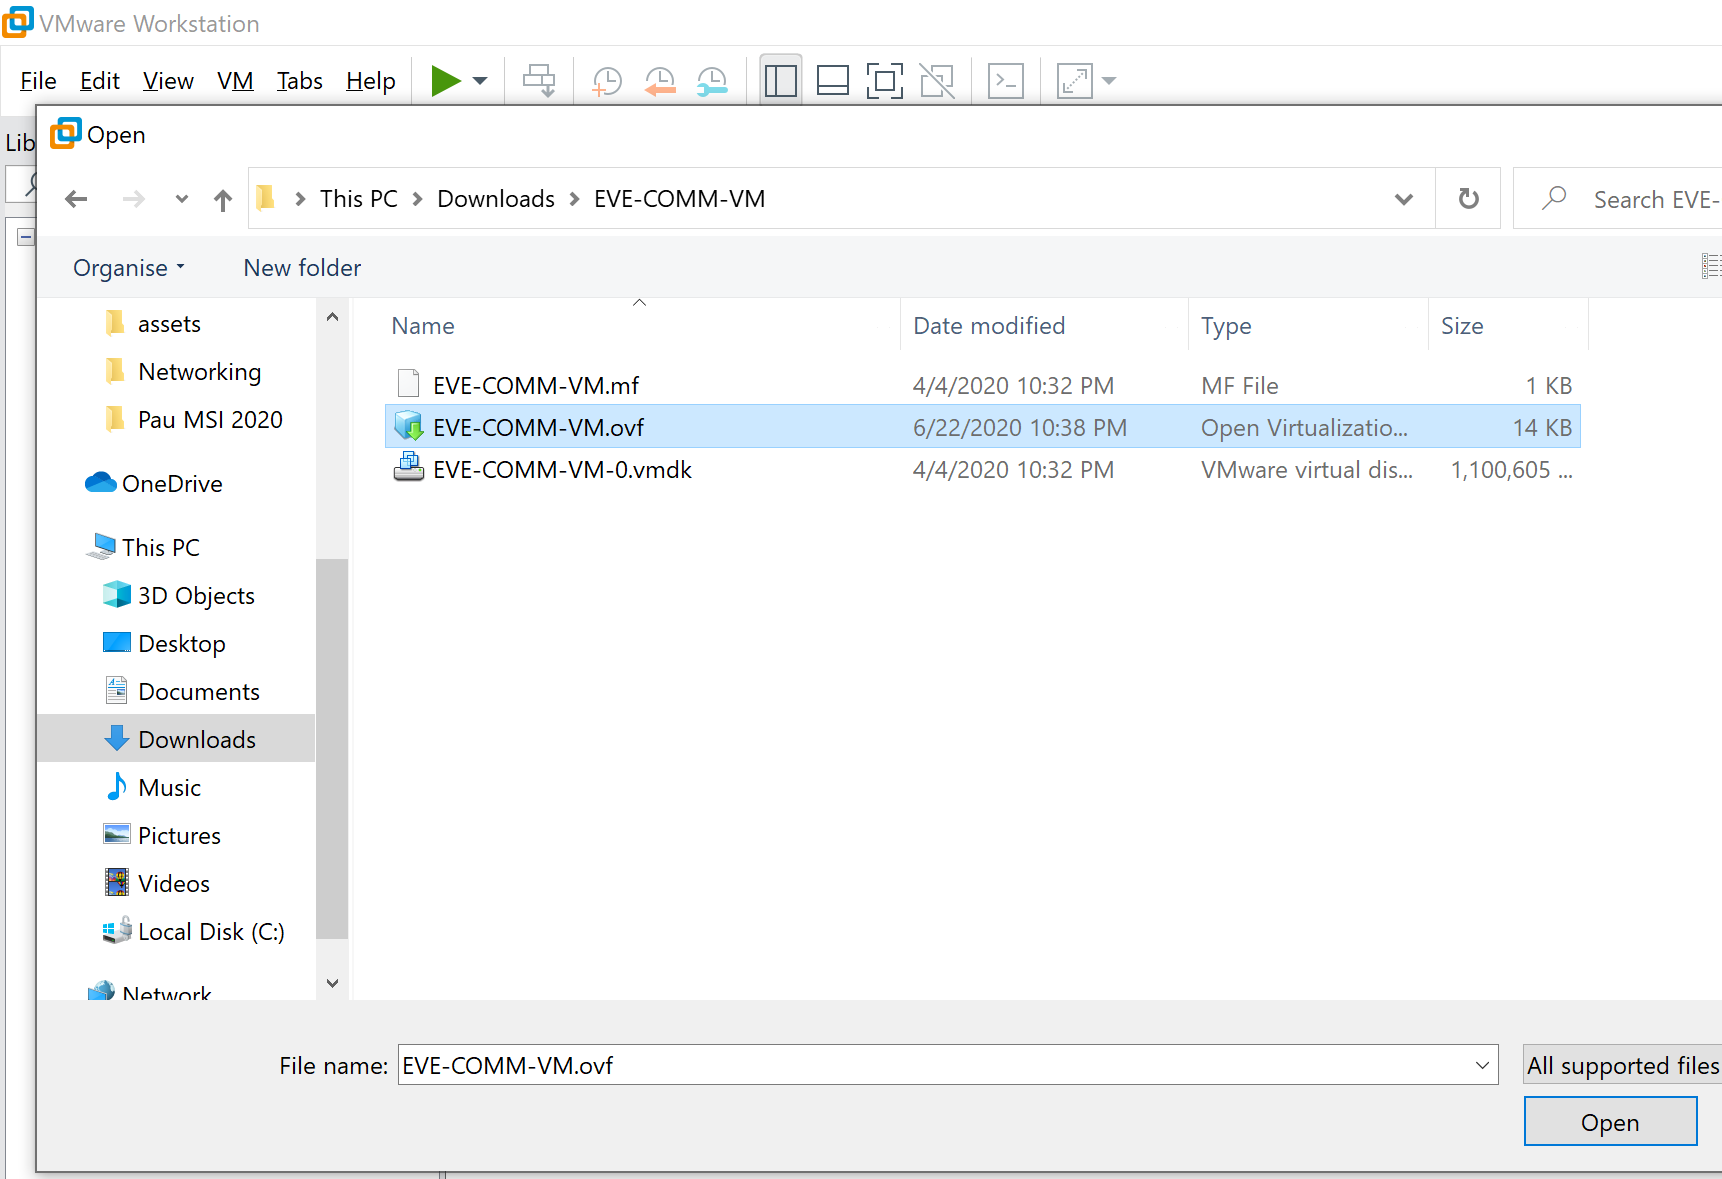 VMware Workstation
File Edit View VM Tabs Help
Lib
Open
This PC Downloads EVE-COMM-VM Search EVE-
Organise New folder
Name Date modified Type Size
EVE-COMM-VM.mf 4/4/2020 10:32 PM MF File 1 KB
EVE-COMM-VM.ovf 6/22/2020 10:38 PM Open Virtualizatio... 14 KB
EVE-COMM-VM-0.vmdk 4/4/2020 10:32 PM VMware virtual dis... 1,100,605 ...
assets
Networking
Pau MSI 2020
OneDrive
This PC
3D Objects
Desktop
Documents
Downloads
Music
Pictures
Videos
Local Disk (C:)
Network
File name: EVE-COMM-VM.ovf All supported files
Open